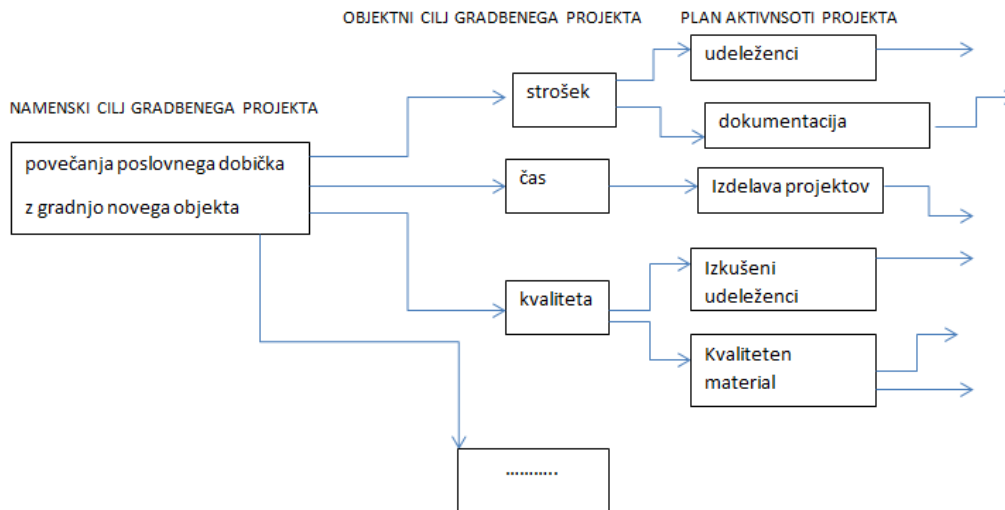 OBJEKTNI CILJ GRADBENEGA PROJEKTA
PLAN AKTIVNSOTI PROJEKTA
NAMENSKI CILJ GRADBENEGA PROJEKTA
povečanja poslovnega dobička
z gradnjo novega objekta
strošek
čas
kvaliteta
...........
udeleženci
dokumentacija
Izdelava projektov
Izkušeni
udeleženci
Kvaliteten
material